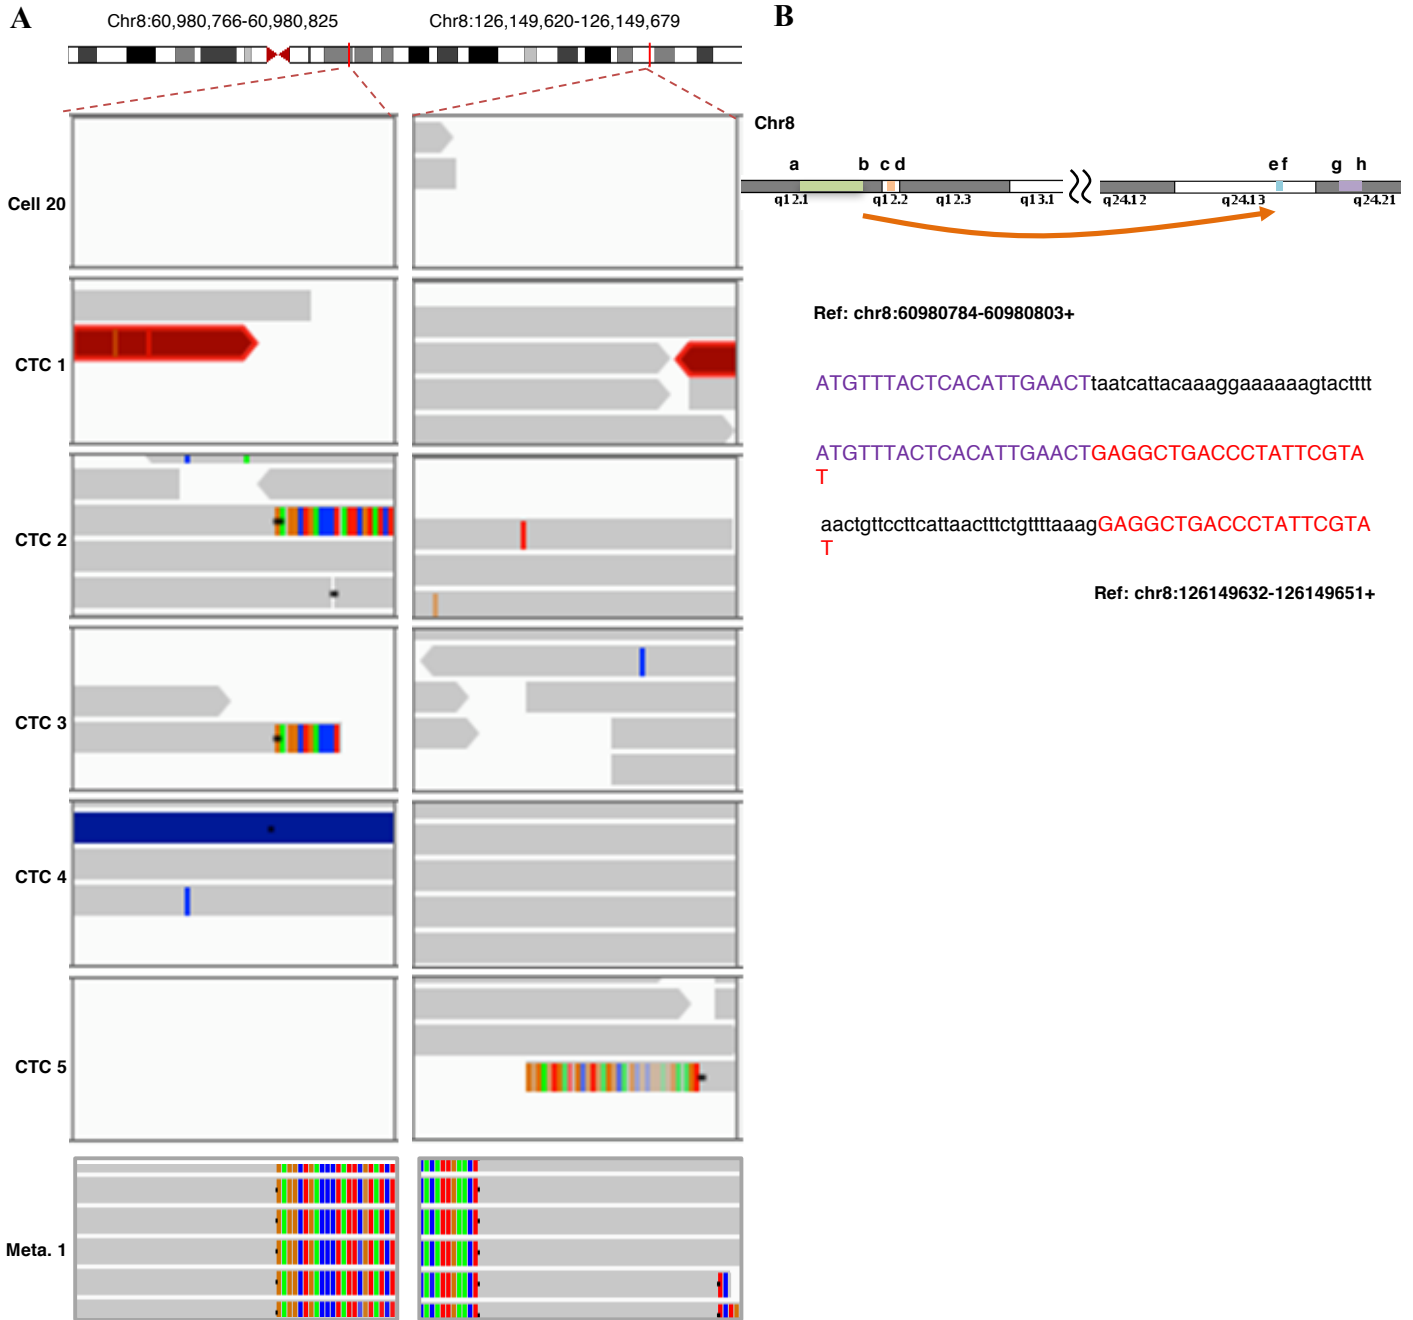 A
Chr8:60,980,766-60,980,825
Chr8:126,149,620-126,149,679
Cell 20
CTC 1
CTC 2
CTC 3
CTC 4
CTC 5
Meta. 1
B
Chr8
a b c d e f g h
q12.1 q12.2 q12.3 q13.1 q24.12 q24.13 q24.21
Ref: chr8:60980784-60980803+
ATGTTTACTCACATTGAACTtaatcattacaaaggaaaaaagtactttt
ATGTTTACTCACATTGAACTGAGGCTGACCCTATTCGTA
T
aactgttccttcattaactttctgttttaaagGAGGCTGACCCTATTCGTA
T
Ref: chr8:126149632-126149651+